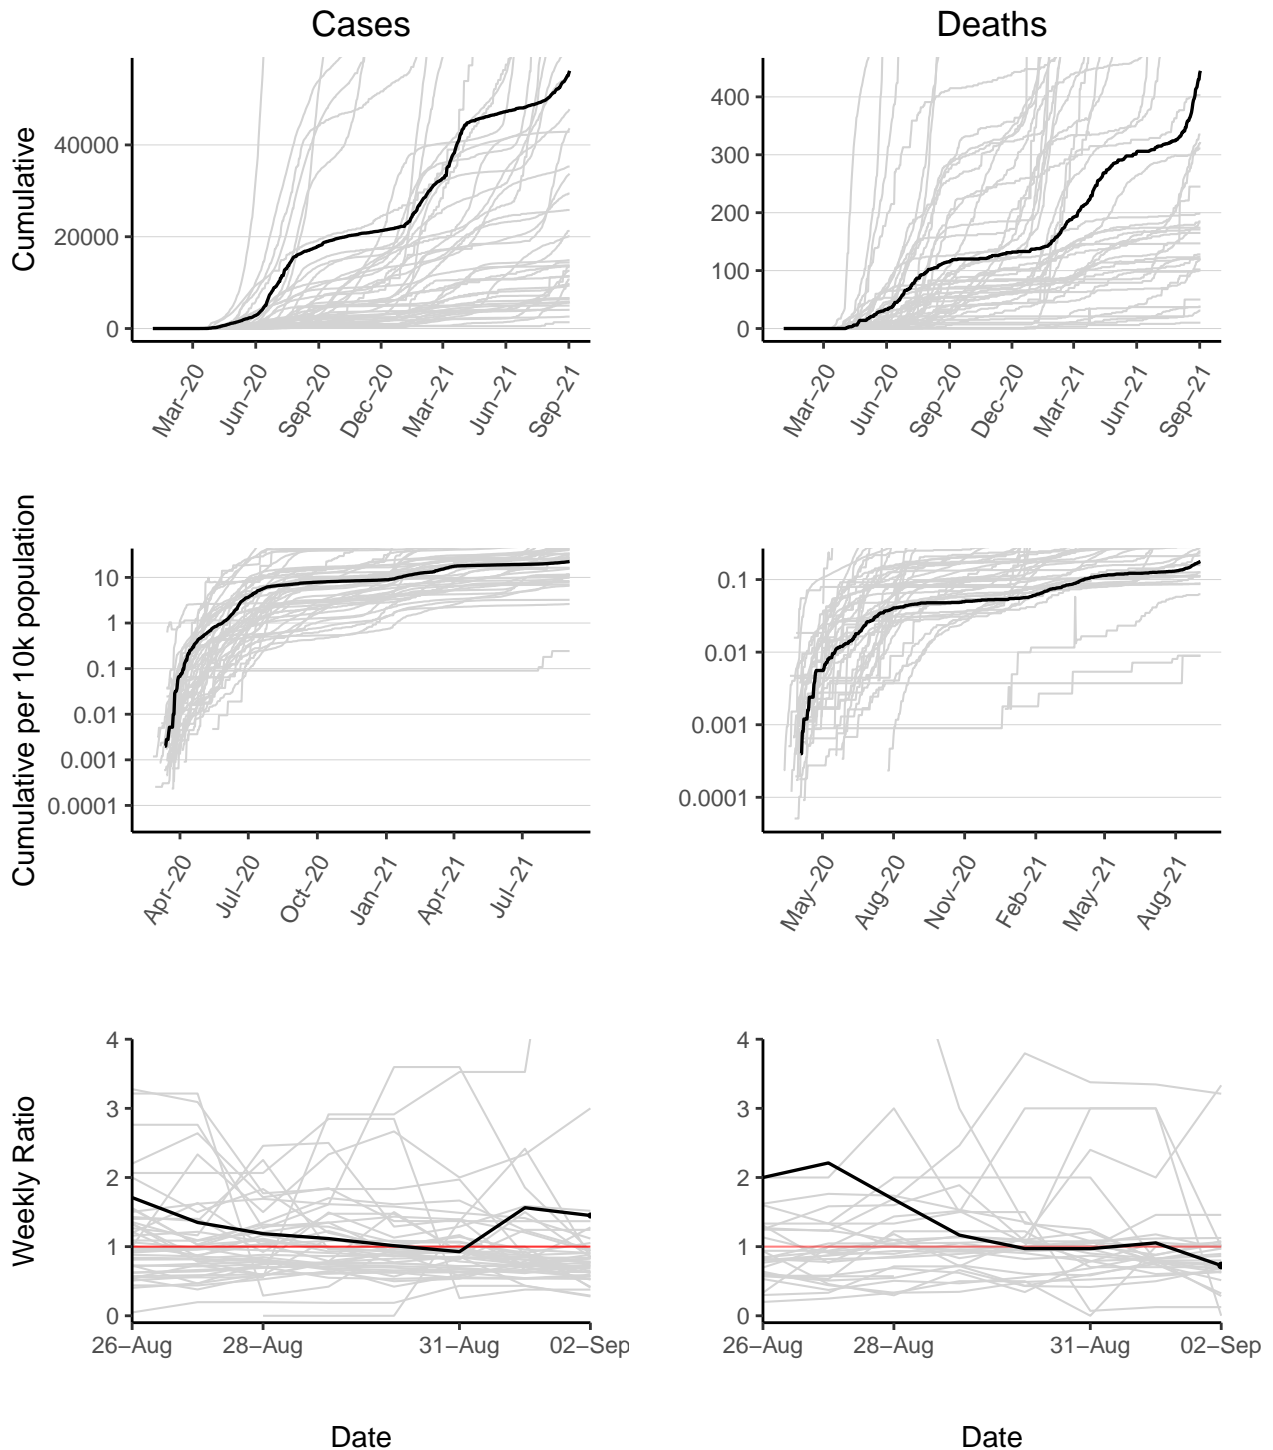 Cases
Deaths
Cumulative
40000
20000
0
400
300
200
100
0
Mar−20
Jun−20
Sep−20
Dec−20
Mar−21
Jun−21
Sep−21
Mar−20
Jun−20
Sep−20
Dec−20
Mar−21
Jun−21
Sep−21
Cumulative per 10k population
10
1
0.1
0.01
0.001
0.0001
0.1
0.01
0.001
0.0001
Apr−20
Jul−20
Oct−20
Jan−21
Apr−21
Jul−21
May−20
Aug−20
Nov−20
Feb−21
May−21
Aug−21
Weekly Ratio
4
3
2
1
0
4
3
2
1
0
26−Aug
28−Aug
31−Aug
02−Sep
26−Aug
28−Aug
31−Aug
02−Sep
Date
Date